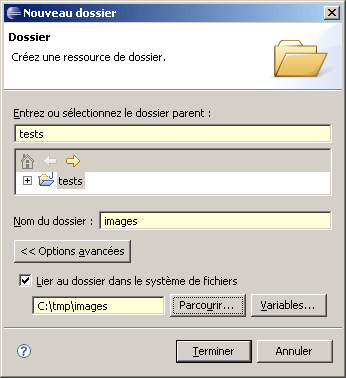 Nouveau dossier
Dossier
Créez une ressource de dossier.
Entrez ou sélectionnez le dossier parent :
tests
tests
Nom du dossier : images
<< Options avancées
Lier au dossier dans le système de fichiers
C:\tmp\images Parcourir... Variables...
? Terminer Annuler